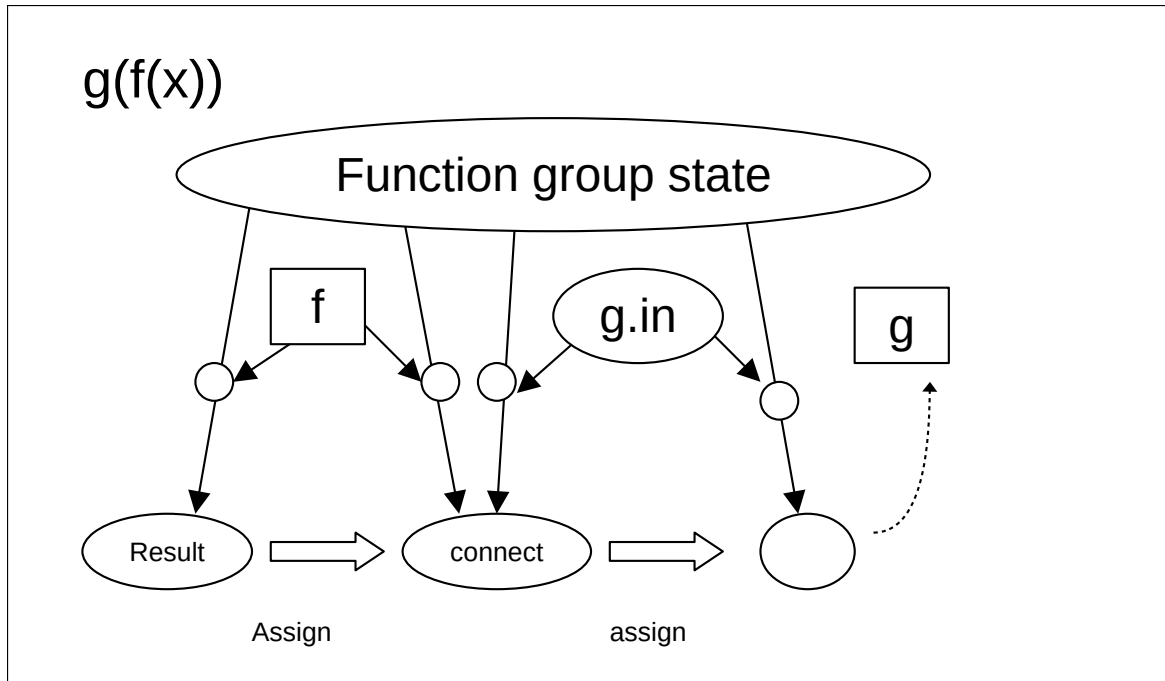 g(f(x))
Function group state
f
g.in
g
Result
connect
Assign
assign